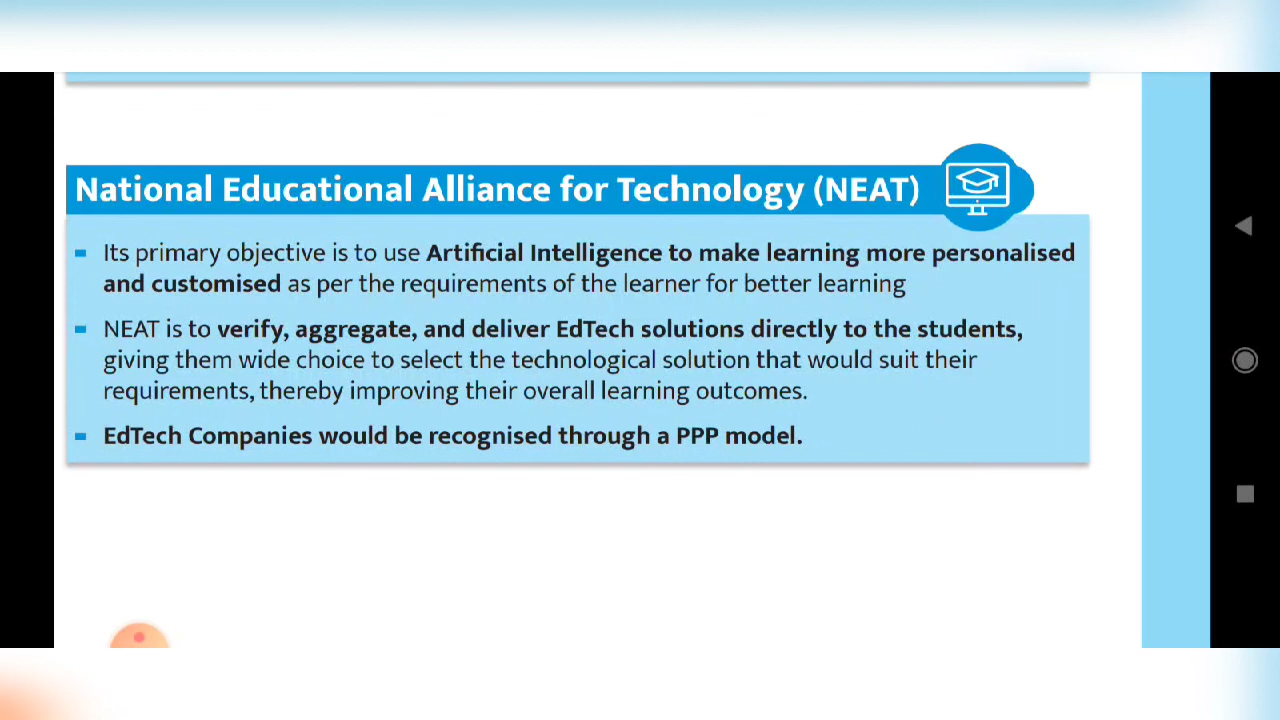 National Educational Alliance for Technology (NEAT)
Its primary objective is to use Artificial Intelligence to make learning more personalised
and customised as per the requirements of the learner for better learning
NEAT is to verify, aggregate, and deliver EdTech solutions directly to the students,
giving them wide choice to select the technological solution that would suit their
requirements, thereby improving their overall learning outcomes.
EdTech Companies would be recognised through a PPP model.